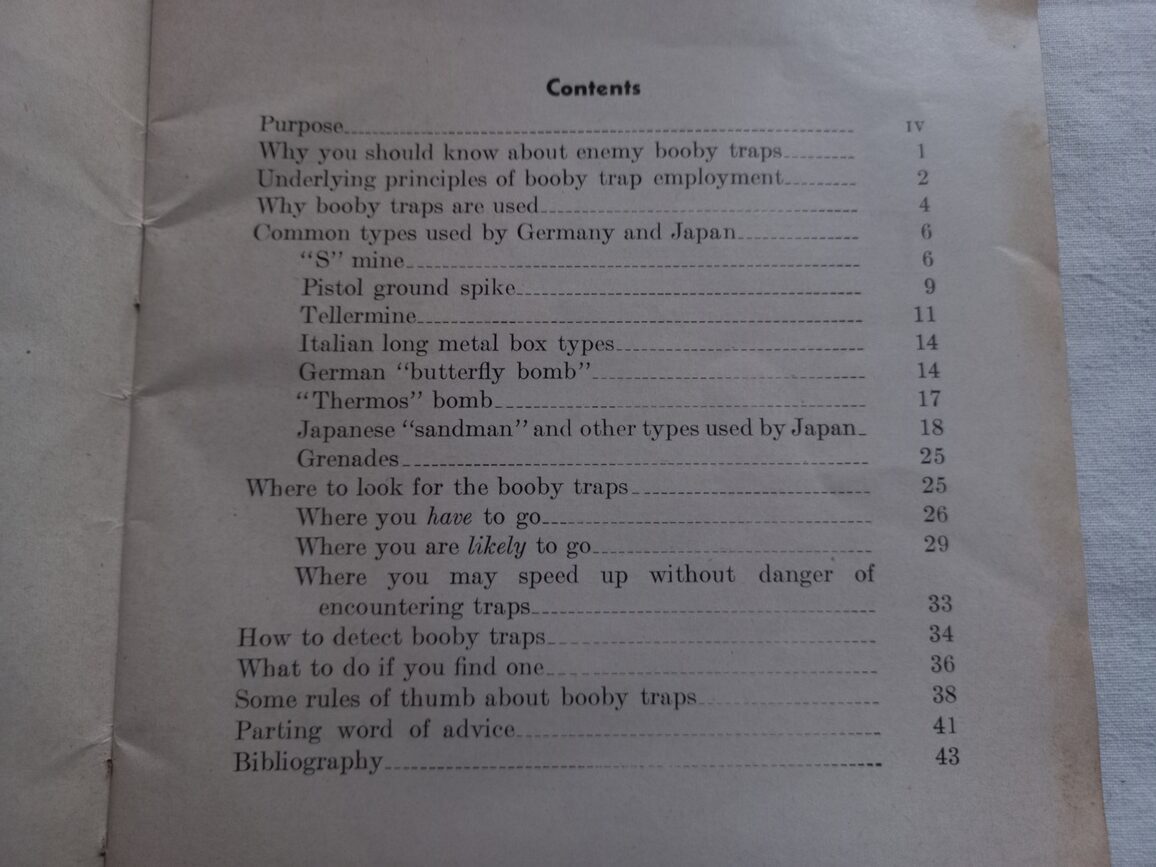 Contents
Purpose iv
Why you should know about enemy booby traps 1
Underlying principles of booby trap employment 2
Why booby traps are used 4
Common types used by Germany and Japan 6
“S” mine 6
Pistol ground spike 9
Tellermine 11
Italian long metal box types 14
German “butterfly bomb” 14
“Thermos” bomb 17
Japanese “sandman” and other types used by Japan 18
Grenades 25
Where to look for the booby traps 25
Where you have to go 26
Where you are likely to go 29
Where you may speed up without danger of
encountering traps 33
How to detect booby traps 34
What to do if you find one 36
Some rules of thumb about booby traps 38
Parting word of advice 41
Bibliography 43